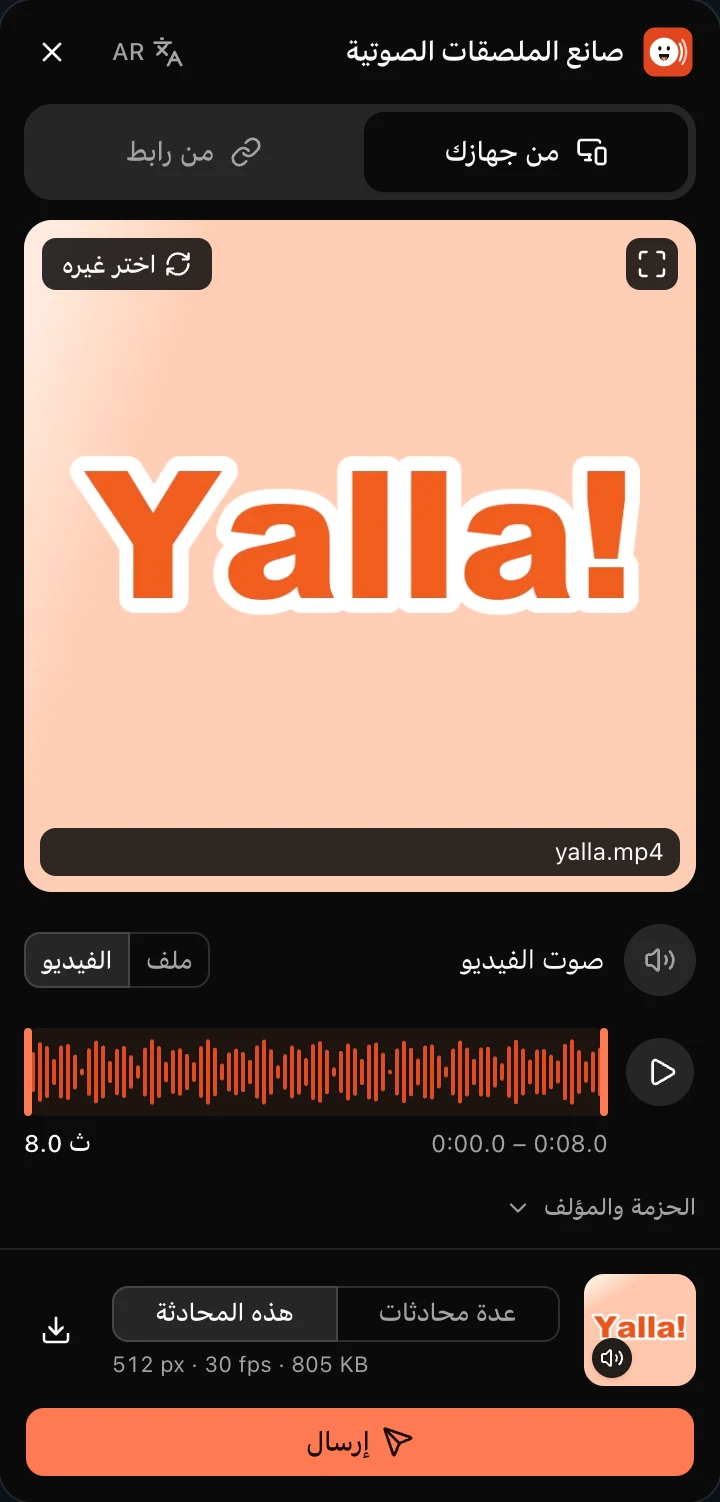 صانع الملصقات الصوتية
AR
من جهازك
من رابط
اختر غيره
Yalla!
yalla.mp4
صوت الفيديو
ملف
الفيديو
0:00.0 – 0:08.0
8.0 ث
الحزمة والمؤلف
Yalla!
عدة محادثات
هذه المحادثة
512 px · 30 fps · 805 KB
إرسال